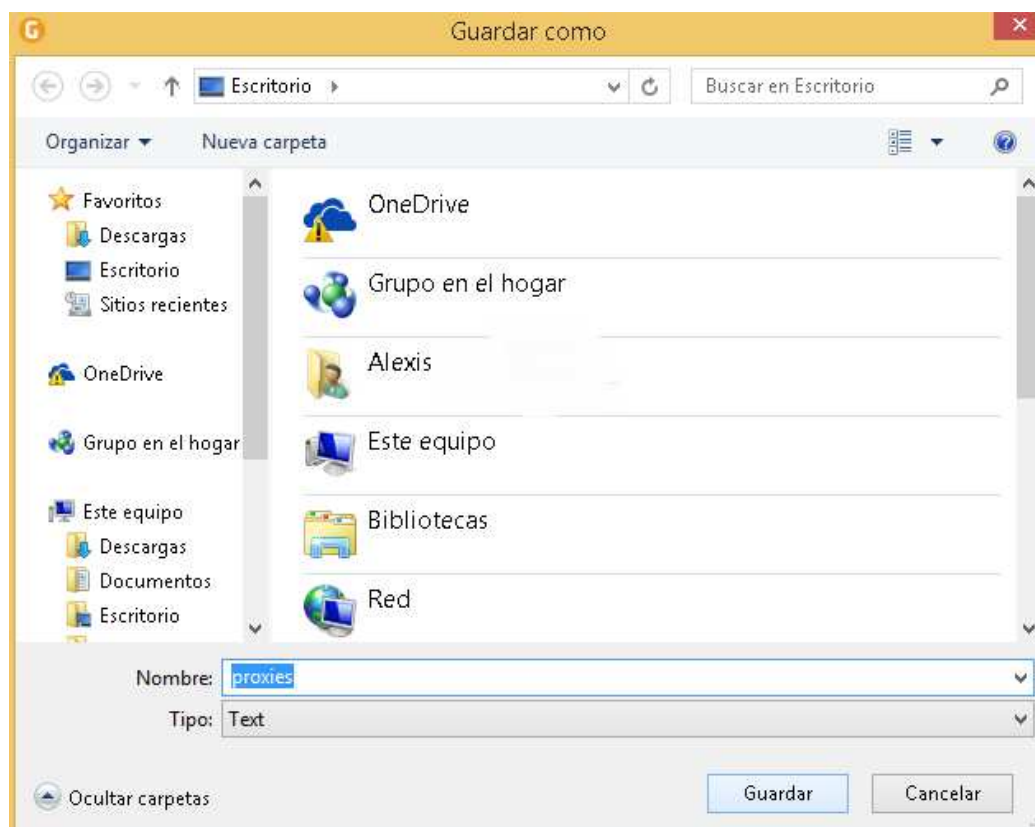 G
Guardar como
Escritorio
Buscar en Escritorio
Organizar
Nueva carpeta
Favoritos
Descargas
Escritorio
Sitios recientes
OneDrive
Grupo en el hogar
Este equipo
Descargas
Documentos
Escritorio
OneDrive
Grupo en el hogar
Alexis
Este equipo
Bibliotecas
Red
Nombre: proxies
Tipo: Text
Ocultar carpetas
Guardar
Cancelar